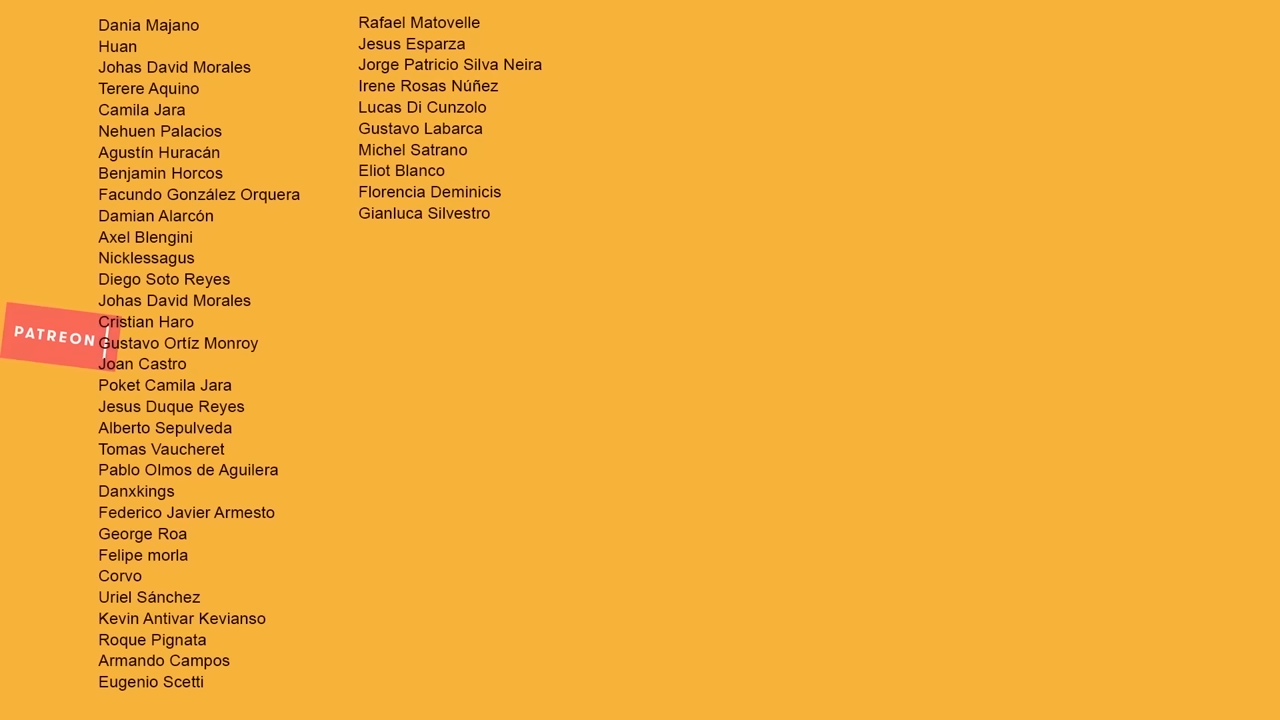 Dania Majano
Huan
Johas David Morales
Terere Aquino
Camila Jara
Nehuen Palacios
Agustín Huracán
Benjamin Horcos
Facundo González Orquera
Damian Alarcón
Axel Blengini
Nicklessagus
Diego Soto Reyes
Johas David Morales
Cristian Haro
Gustavo Ortíz Monroy
Joan Castro
Poket Camila Jara
Jesus Duque Reyes
Alberto Sepulveda
Tomas Vaucheret
Pablo Olmos de Aguilera
Danxkings
Federico Javier Armesto
George Roa
Felipe morla
Corvo
Uriel Sánchez
Kevin Antivar Kevianso
Roque Pignata
Armando Campos
Eugenio Scetti
Rafael Matovelle
Jesus Esparza
Jorge Patricio Silva Neira
Irene Rosas Núñez
Lucas Di Cunzolo
Gustavo Labarca
Michel Satrano
Eliot Blanco
Florencia Deminicis
Gianluca Silvestro
PATREON